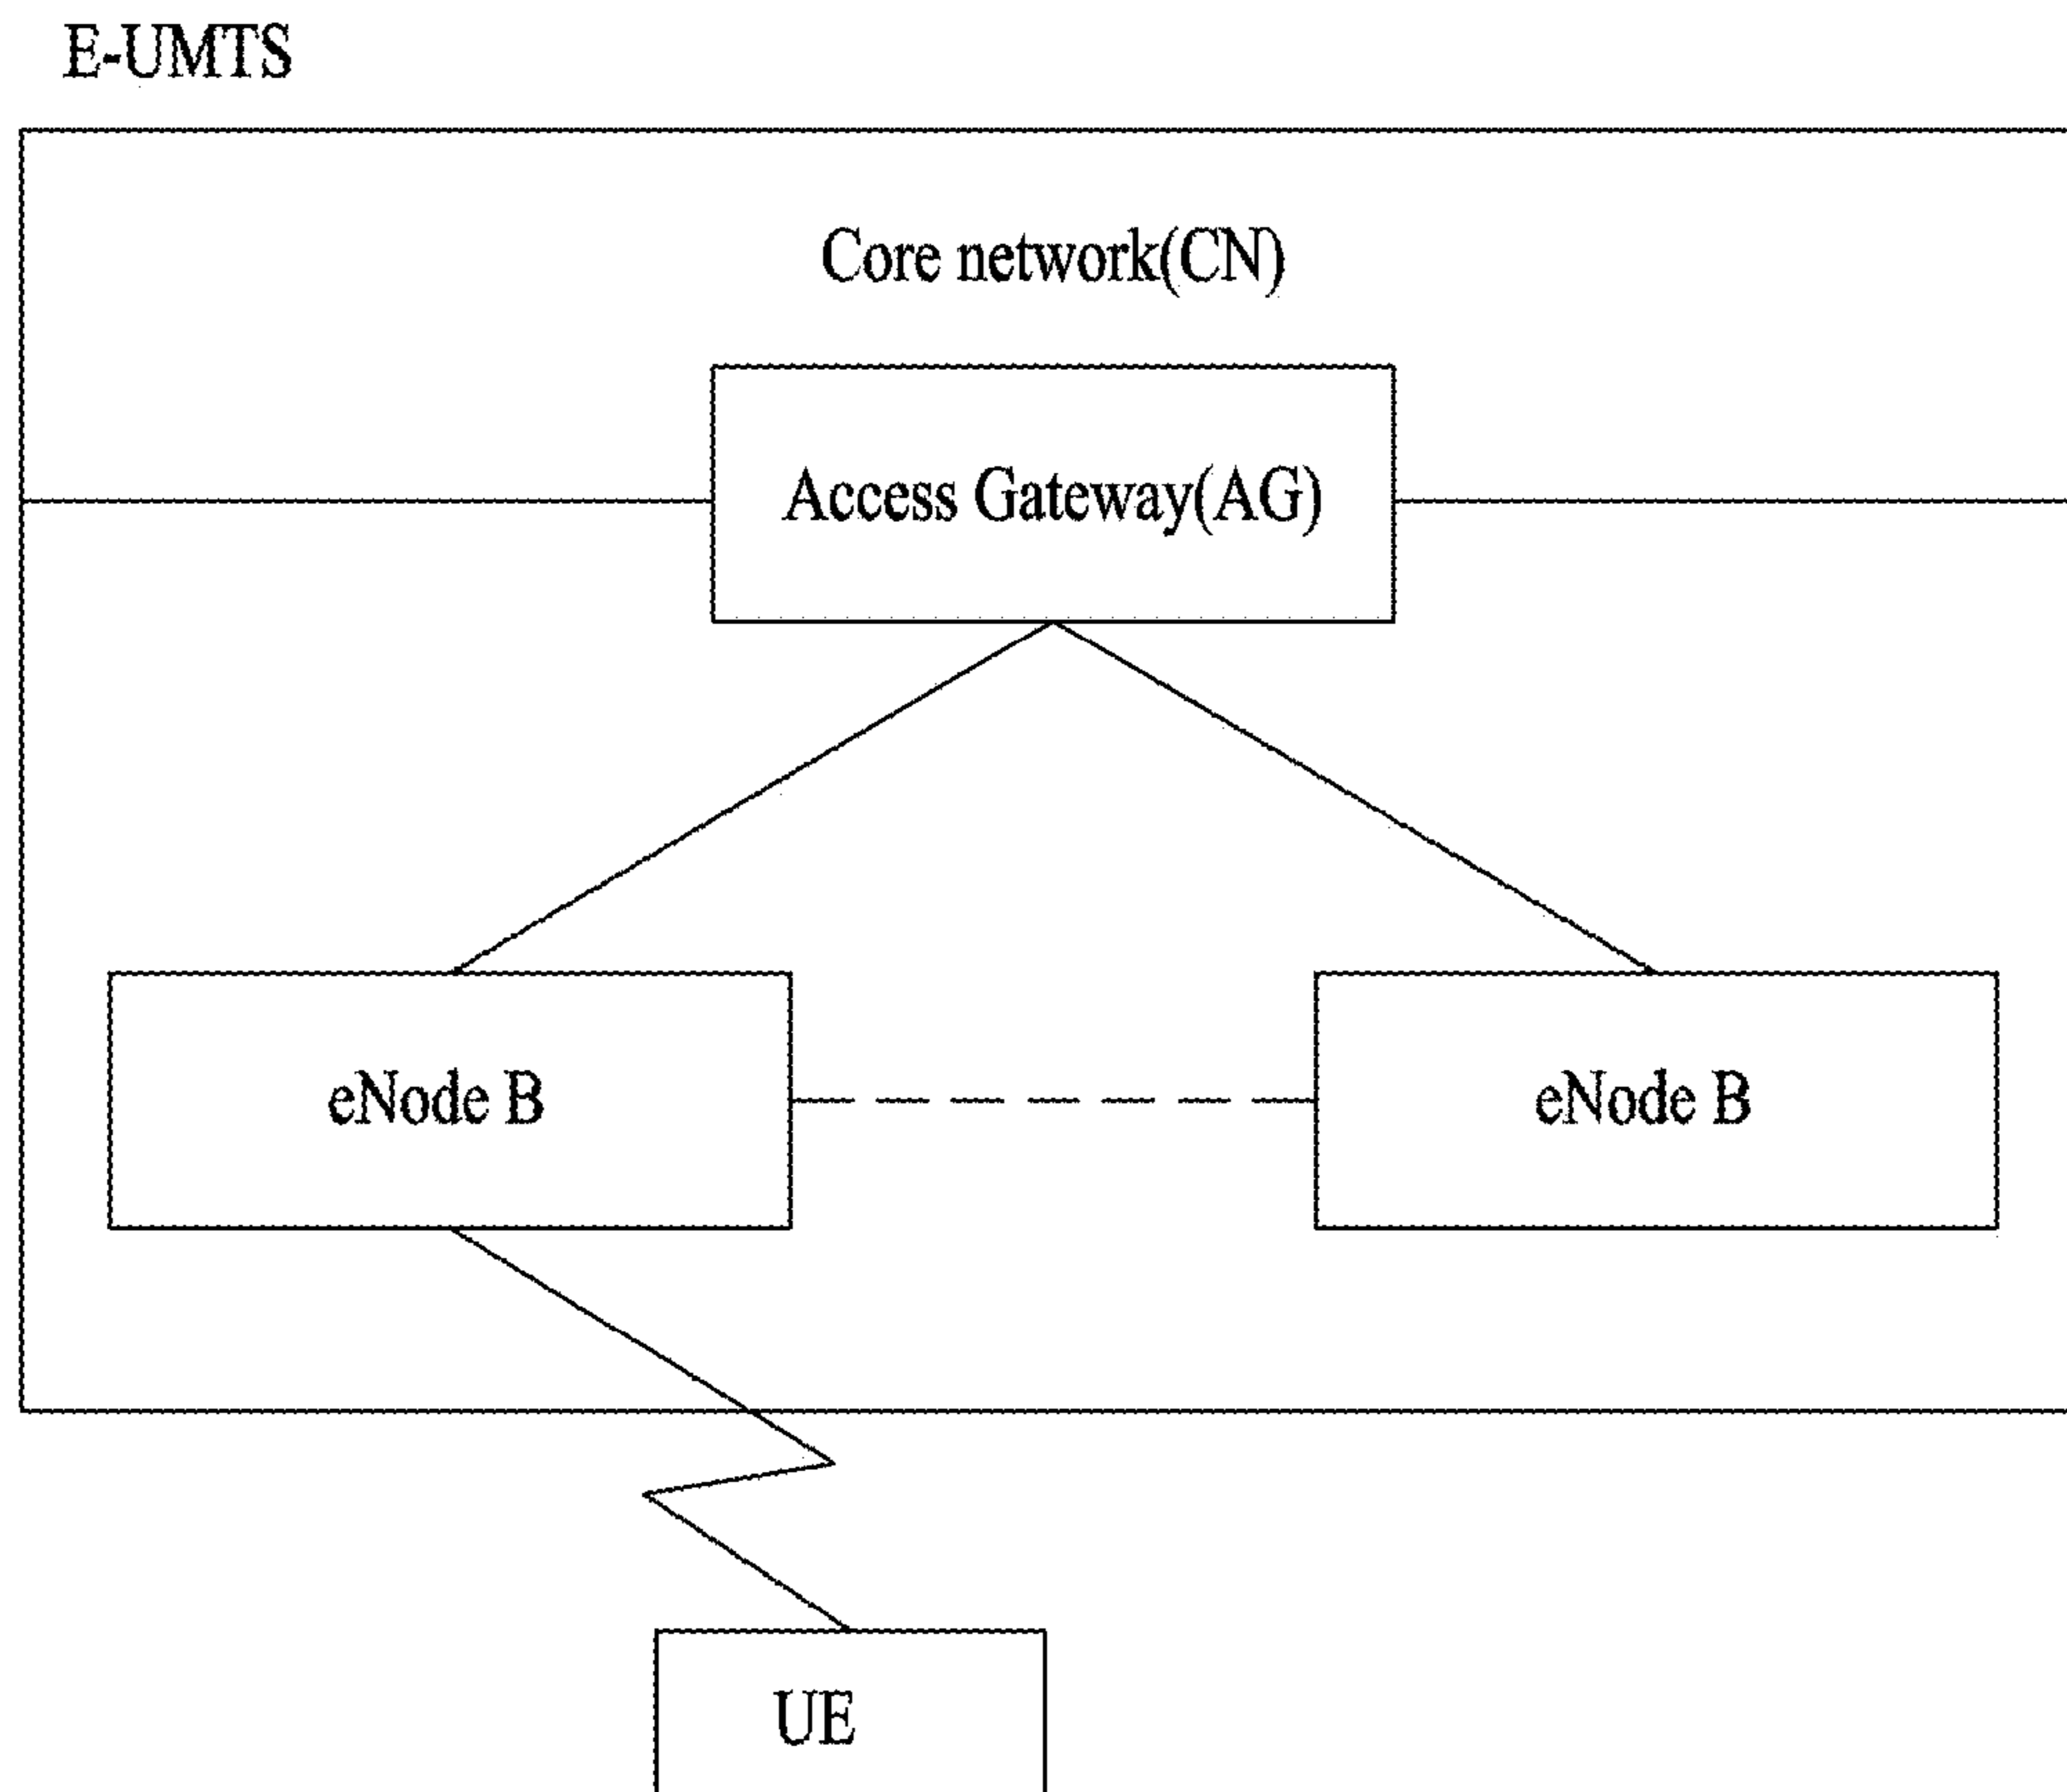 E-UMTS
Core network(CN)
Access Gateway(AG)
eNode B
eNode B
UE